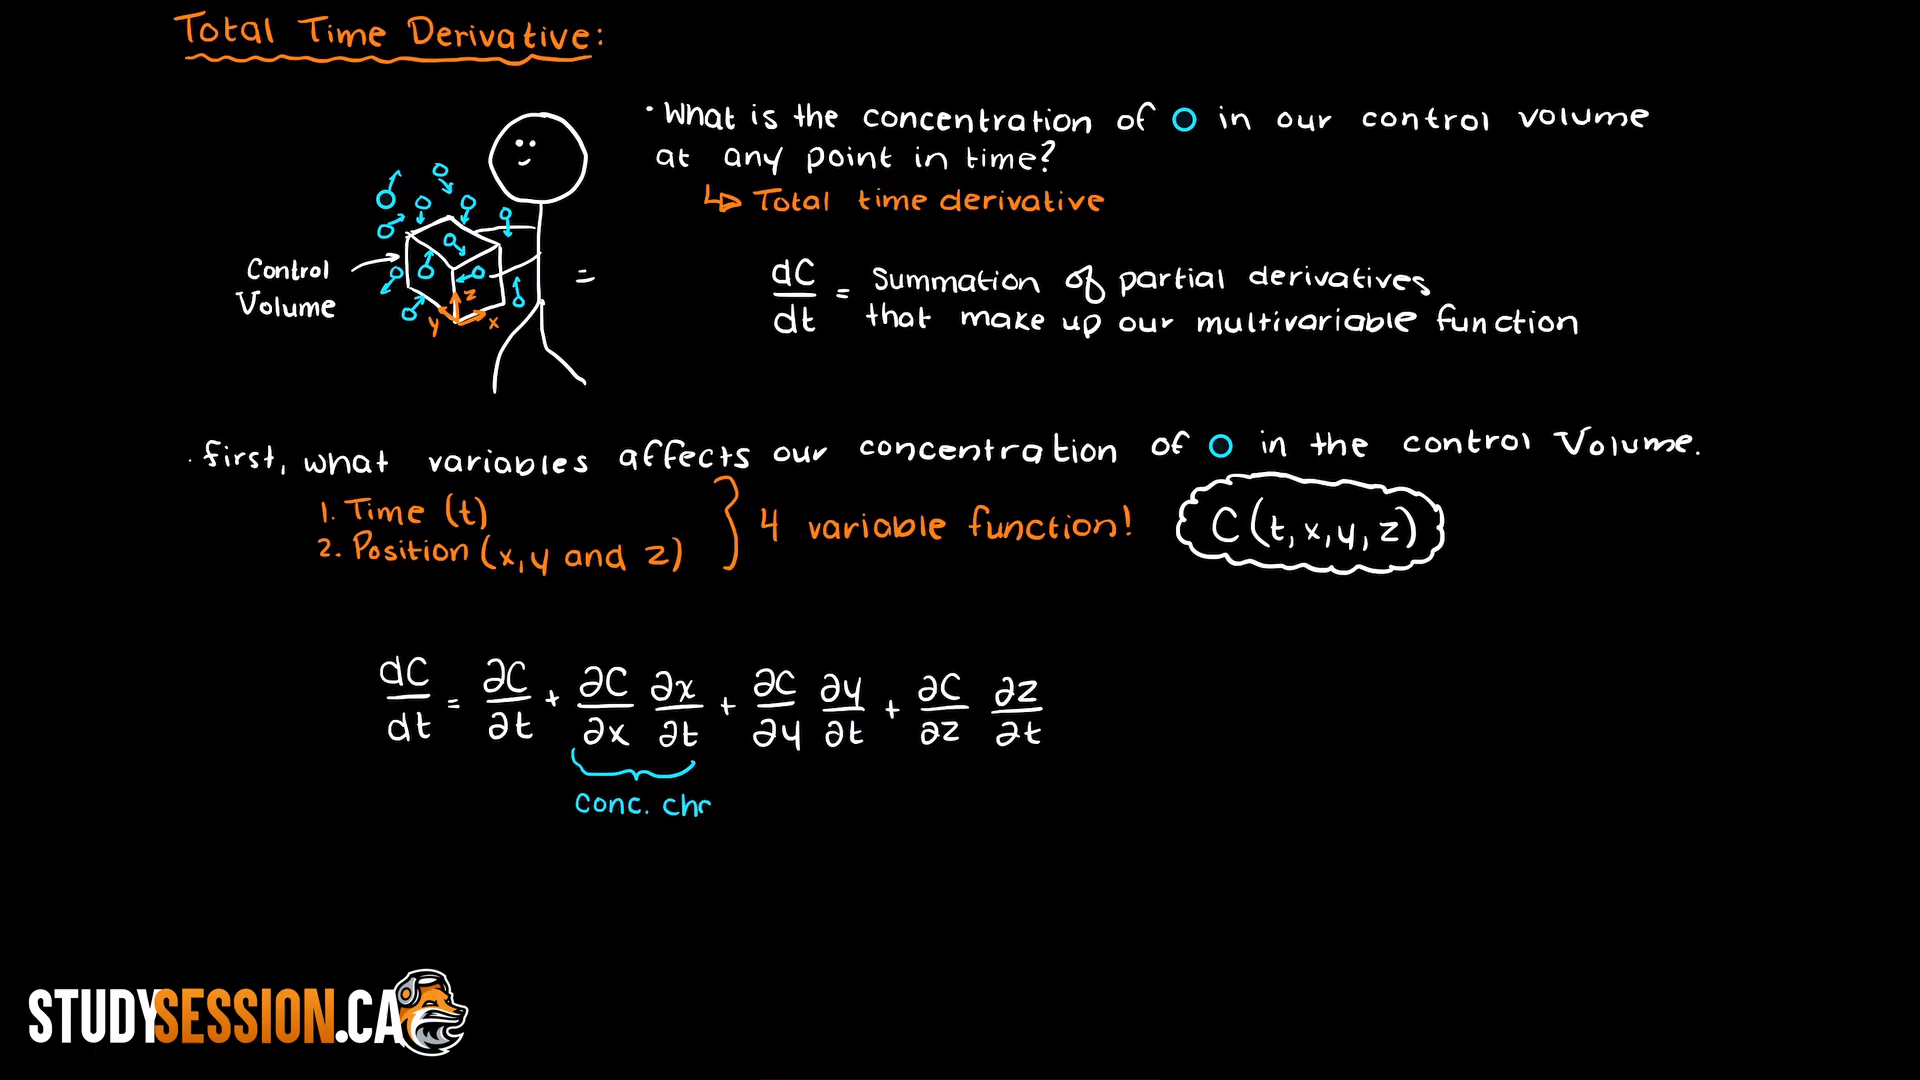 Total Time Derivative:
• What is the concentration of O in our control volume
at any point in time?
↳ Total time derivative
Control
Volume
z
y
x
=
dC/dt = summation of partial derivatives
that make up our multivariable function
. first, what variables affects our concentration of O in the control Volume.
1. Time (t)
2. Position (x, y and z)
} 4 variable function!
C(t, x, y, z)
dC/dt = ∂C/∂t + ∂C/∂x ∂x/∂t + ∂C/∂y ∂y/∂t + ∂C/∂z ∂z/∂t
conc. ch
STUDYSESSION.CA